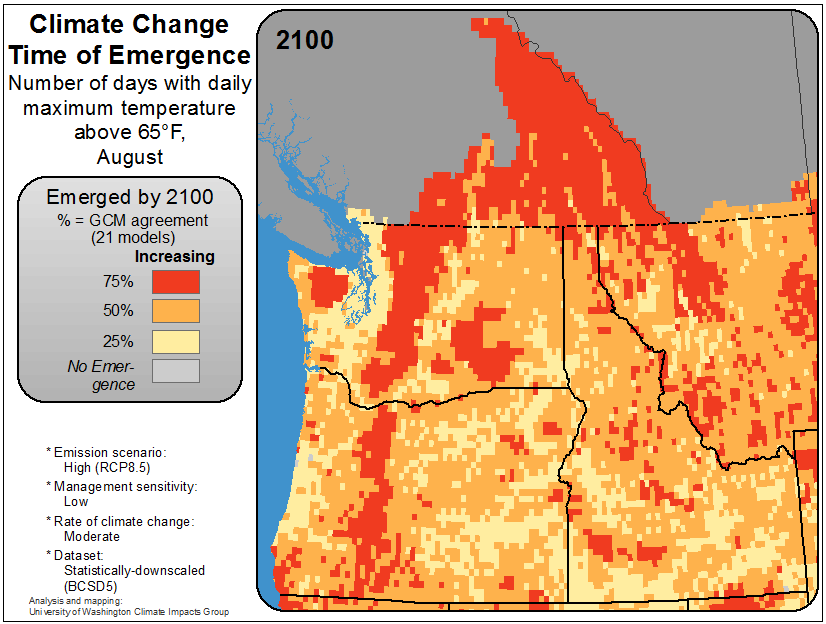 Climate Change
Time of Emergence
Number of days with daily
maximum temperature
above 65°F,
August
2100
Emerged by 2100
% = GCM agreement
(21 models)
Increasing
75%
50%
25%
No Emer-
gence
* Emission scenario:
High (RCP8.5)
* Management sensitivity:
Low
* Rate of climate change:
Moderate
* Dataset:
Statistically-downscaled
(BCSD5)
Analysis and mapping:
University of Washington Climate Impacts Group